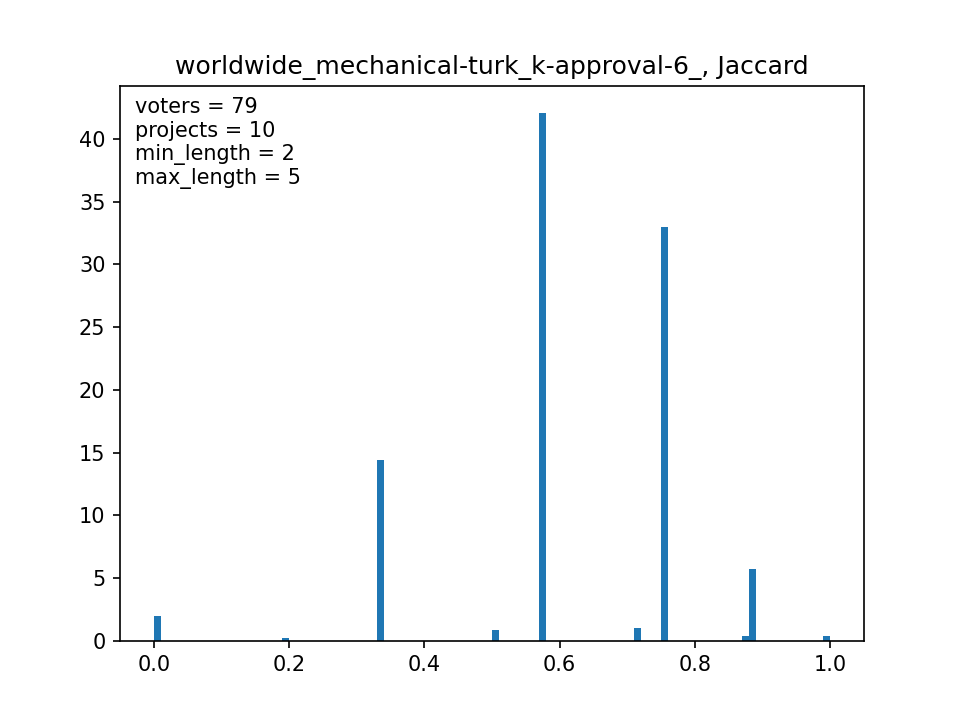 worldwide_mechanical-turk_k-approval-6_, Jaccard
voters = 79
projects = 10
min_length = 2
max_length = 5
40
35
30
25
20
15
10
5
0
0.0 0.2 0.4 0.6 0.8 1.0